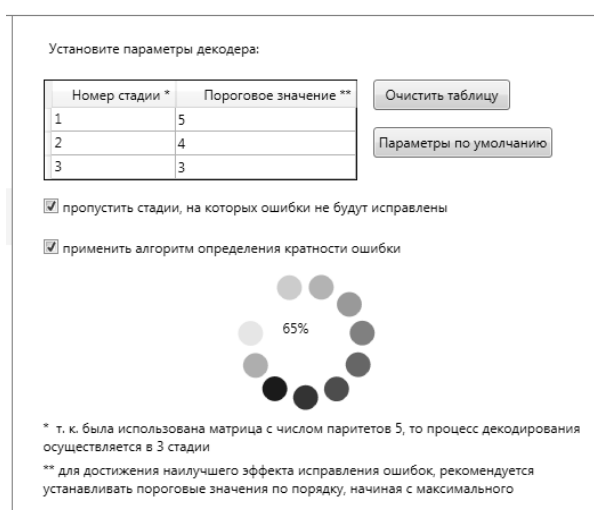 Установите параметры декодера:
Номер стадии * Пороговое значение ** Очистить таблицу
1 5
2 4 Параметры по умолчанию
3 3
пропустить стадии, на которых ошибки не будут исправлены
применить алгоритм определения кратности ошибки
65%
* т. к. была использована матрица с числом паритетов 5, то процесс декодирования
осуществляется в 3 стадии
** для достижения наилучшего эффекта исправления ошибок, рекомендуется
устанавливать пороговые значения по порядку, начиная с максимального